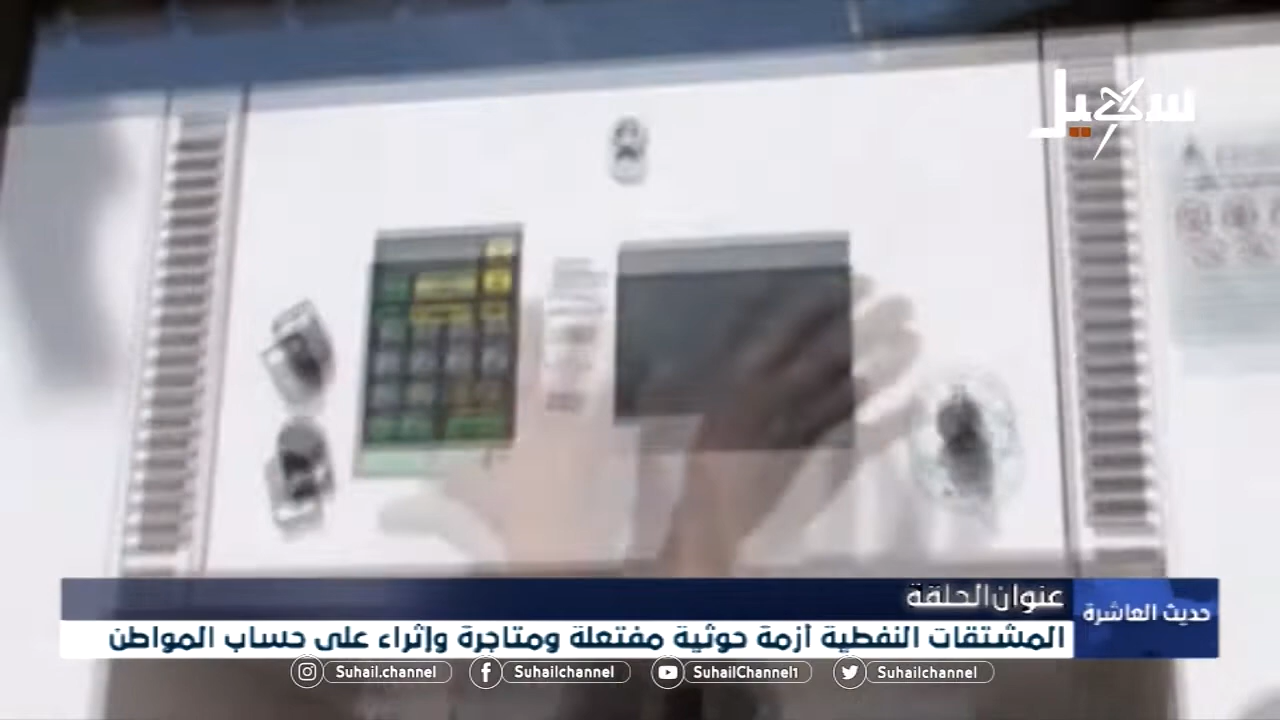 سهيل
عنوان الحلقة
حديث العاشرة
المشتقات النفطية أزمة حوثية مفتعلة ومتاجرة وإثراء على حساب المواطن
Suhail.channel
Suhailchannel
SuhailChannel1
Suhailchannel